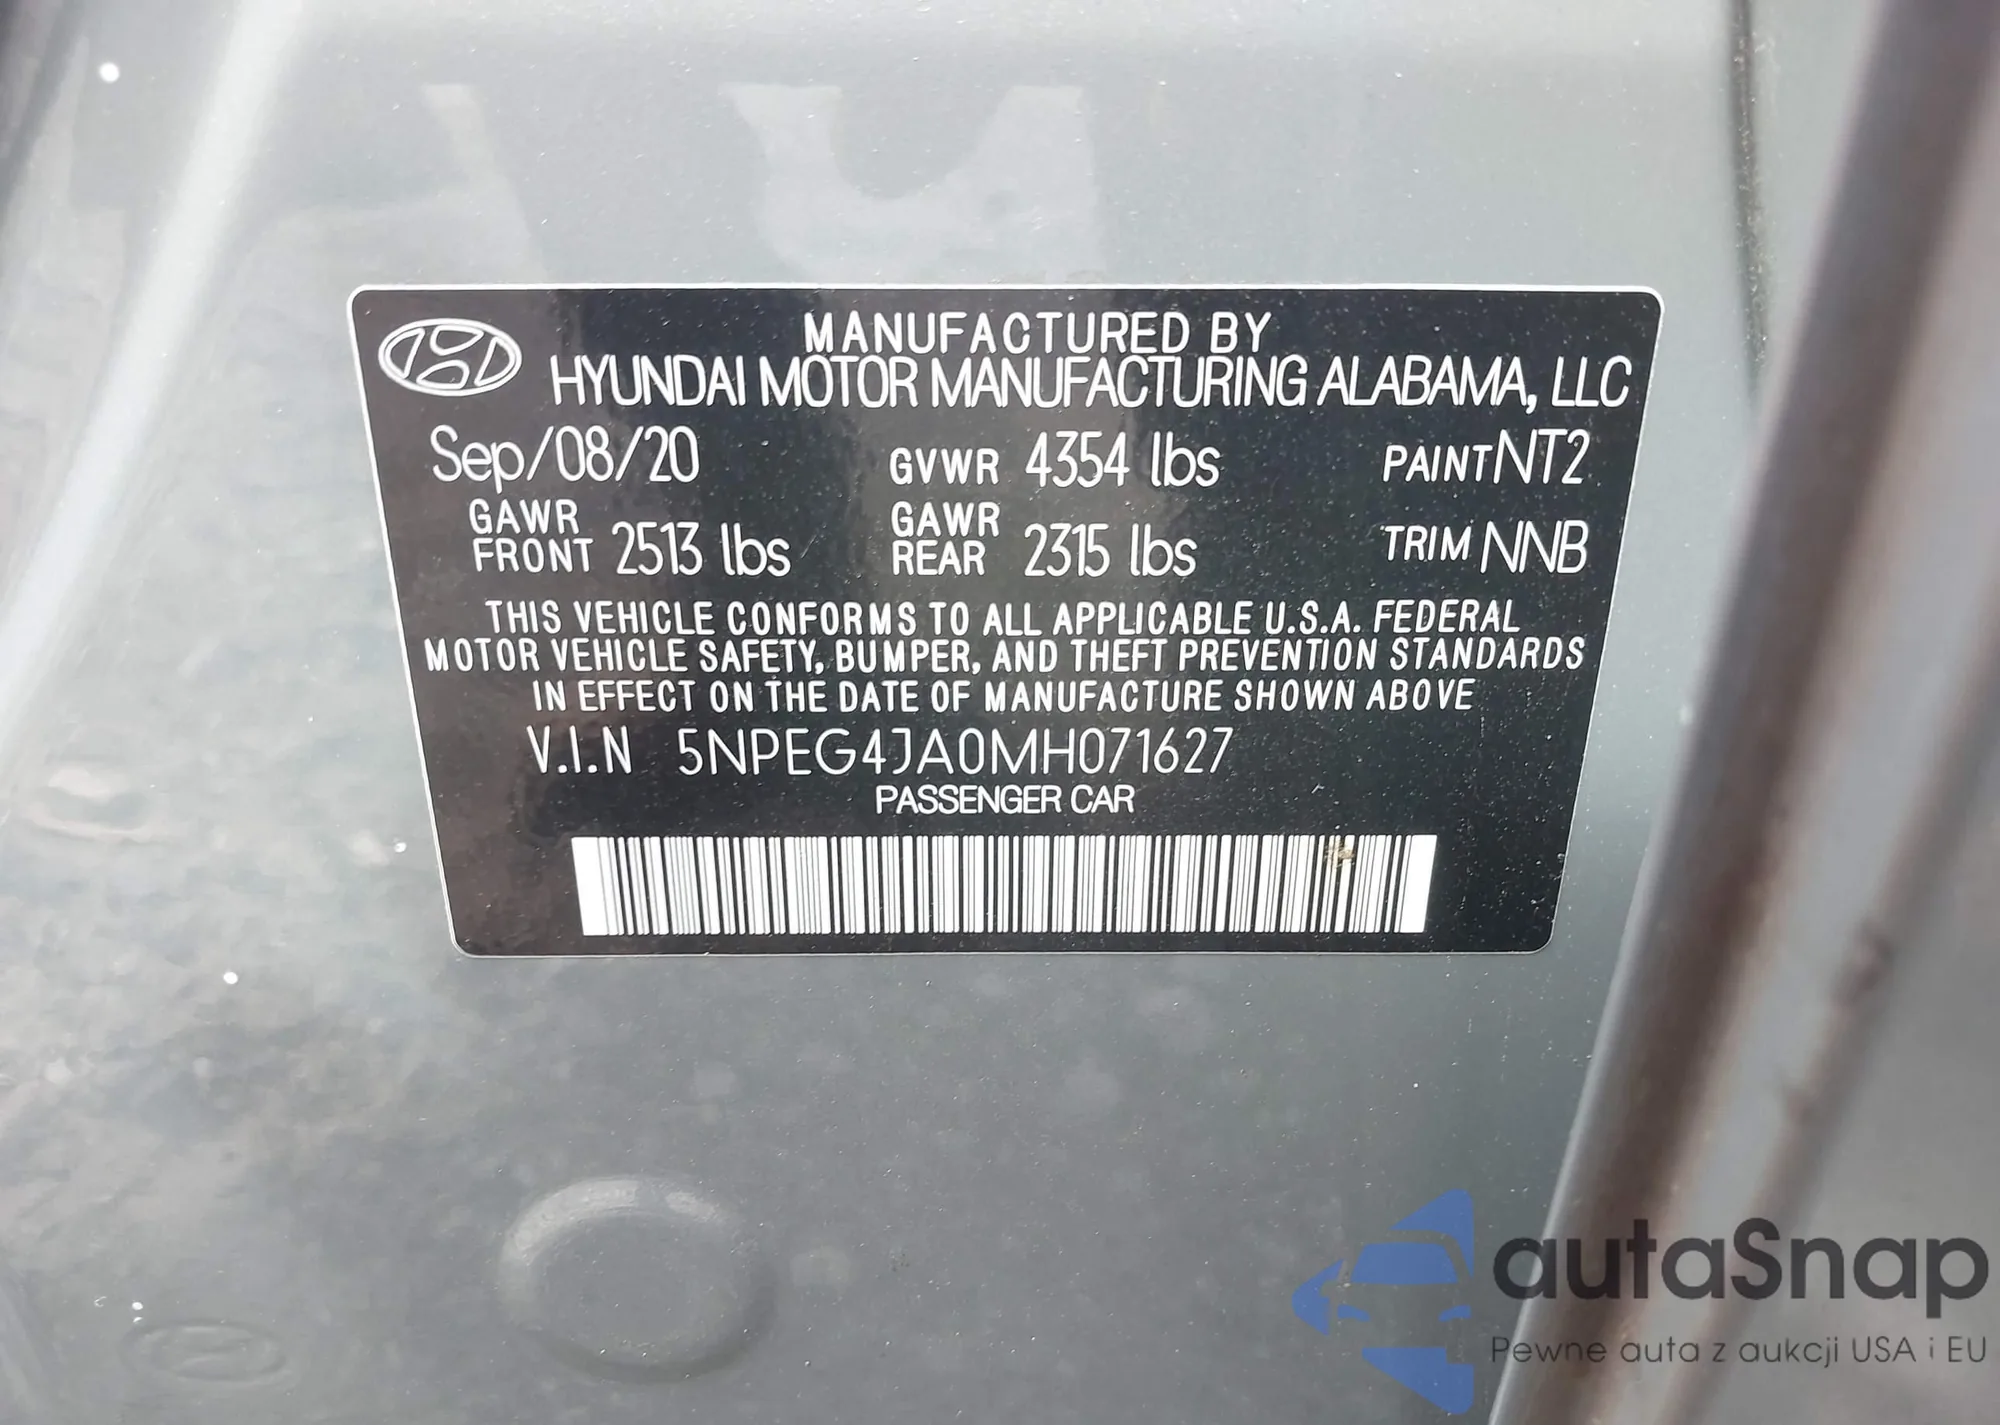 MANUFACTURED BY
HYUNDAI MOTOR MANUFACTURING ALABAMA, LLC
Sep/08/20 GVWR 4354 lbs PAINT NT2
GAWR FRONT 2513 lbs GAWR REAR 2315 lbs TRIM NNB
THIS VEHICLE CONFORMS TO ALL APPLICABLE U.S.A. FEDERAL
MOTOR VEHICLE SAFETY, BUMPER, AND THEFT PREVENTION STANDARDS
IN EFFECT ON THE DATE OF MANUFACTURE SHOWN ABOVE
V.I.N 5NPEG4JA0MH071627
PASSENGER CAR
autaSnap
Pewne auta z aukcji USA i EU